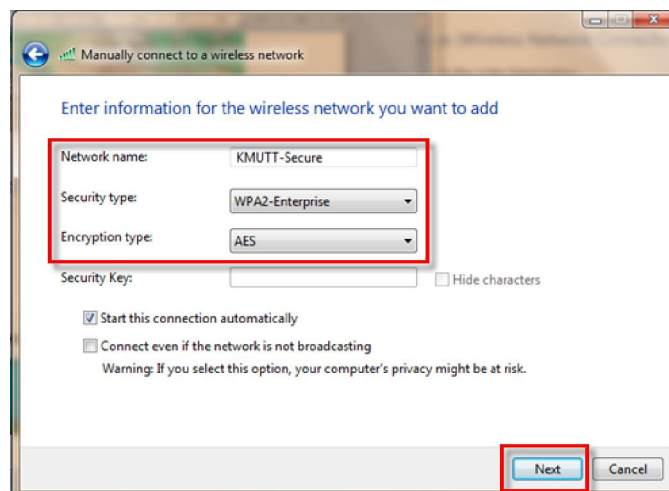 Manually connect to a wireless network
Enter information for the wireless network you want to add
Network name: KMUTT-Secure
Security type: WPA2-Enterprise
Encryption type: AES
Security Key: Hide characters
Start this connection automatically
Connect even if the network is not broadcasting
Warning: If you select this option, your computer's privacy might be at risk.
Next Cancel